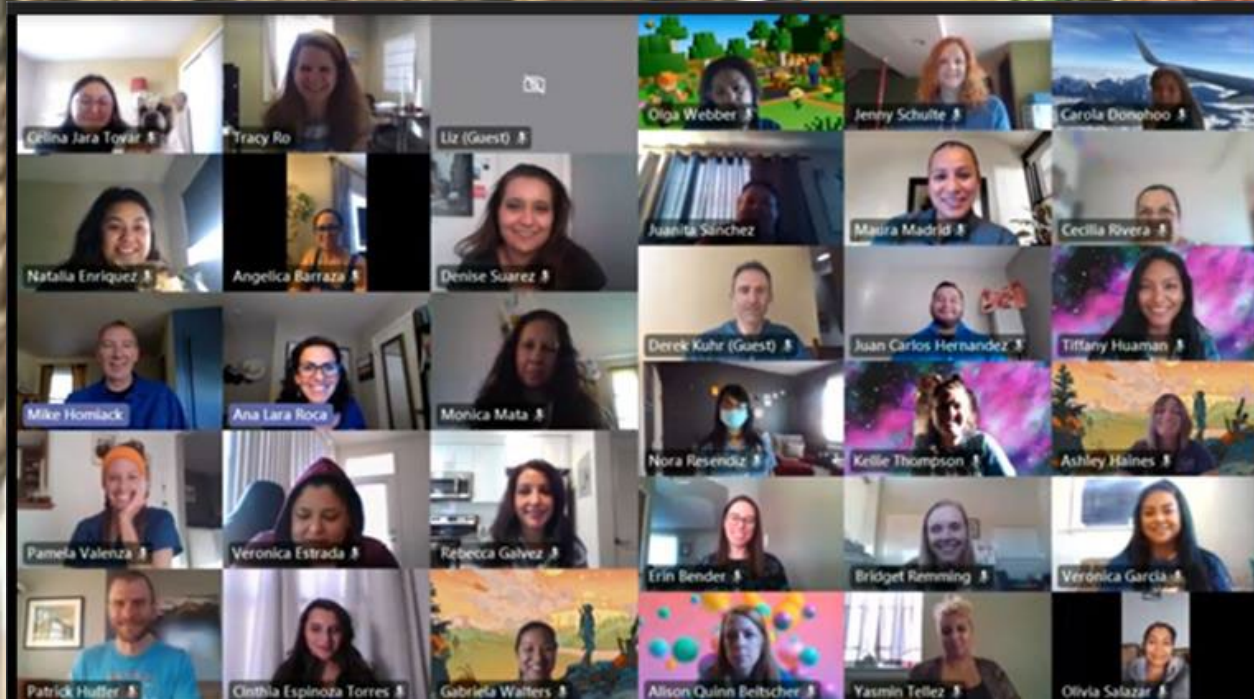 Celina Jara Tovar
Tracy Ro
Liz (Guest)
Natalia Enriquez
Angelica Barraza
Denise Suarez
Mike Homiack
Ana Lara Roca
Monica Mata
Pamela Valenza
Veronica Estrada
Rebecca Galvez
Patrick Huffer
Cinthia Espinoza Torres
Gabriela Walters
Olga Webber
Jenny Schulte
Carola Donohoo
Juanita Sanchez
Maura Madrid
Cecilia Rivera
Derek Kuhr (Guest)
Juan Carlos Hernandez
Tiffany Huaman
Nora Resendiz
Kellie Thompson
Ashley Haines
Erin Bender
Bridget Remming
Veronica Garcia
Alison Quinn Beitscher
Yasmin Tellez
Olivia Salazar